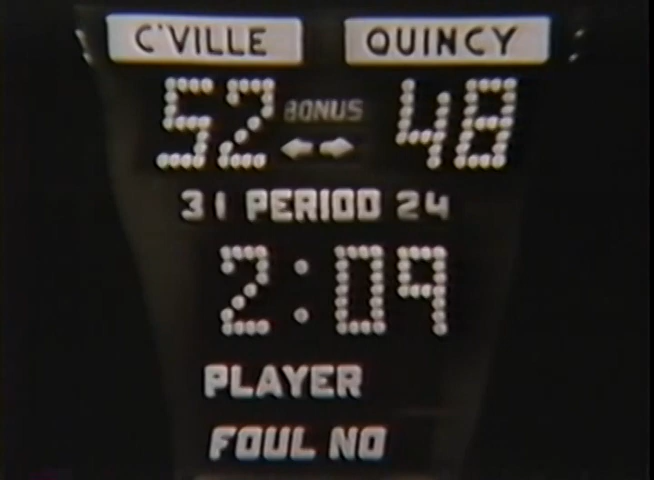 C'VILLE QUINCY
52 BONUS 48
31 PERIOD 24
2:09
PLAYER
FOUL NO